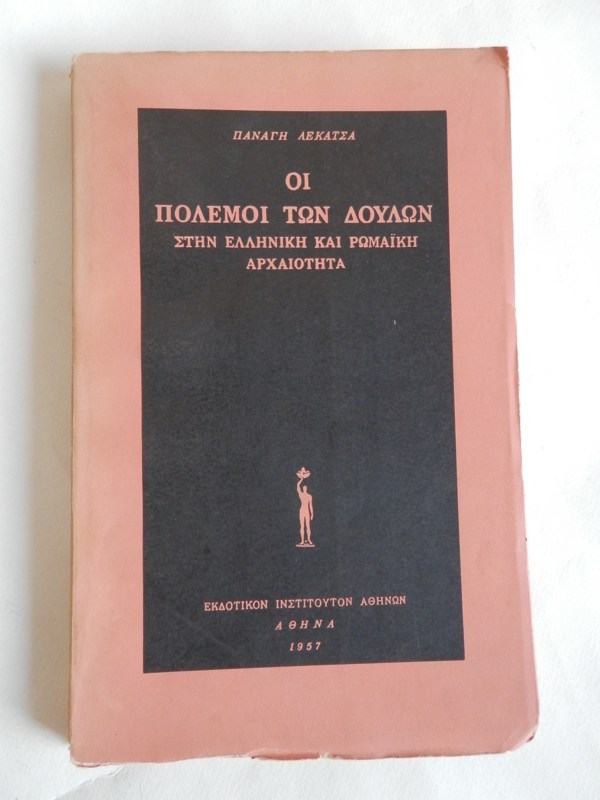 ΠΑΝΑΓΗ ΛΕΚΑΤΣΑ
ΟΙ
ΠΟΛΕΜΟΙ ΤΩΝ ΔΟΥΛΩΝ
ΣΤΗΝ ΕΛΛΗΝΙΚΗ ΚΑΙ ΡΩΜΑΪΚΗ
ΑΡΧΑΙΟΤΗΤΑ
ΕΚΔΟΤΙΚΟΝ ΙΝΣΤΙΤΟΥΤΟΝ ΑΘΗΝΩΝ
ΑΘΗΝΑ
1957